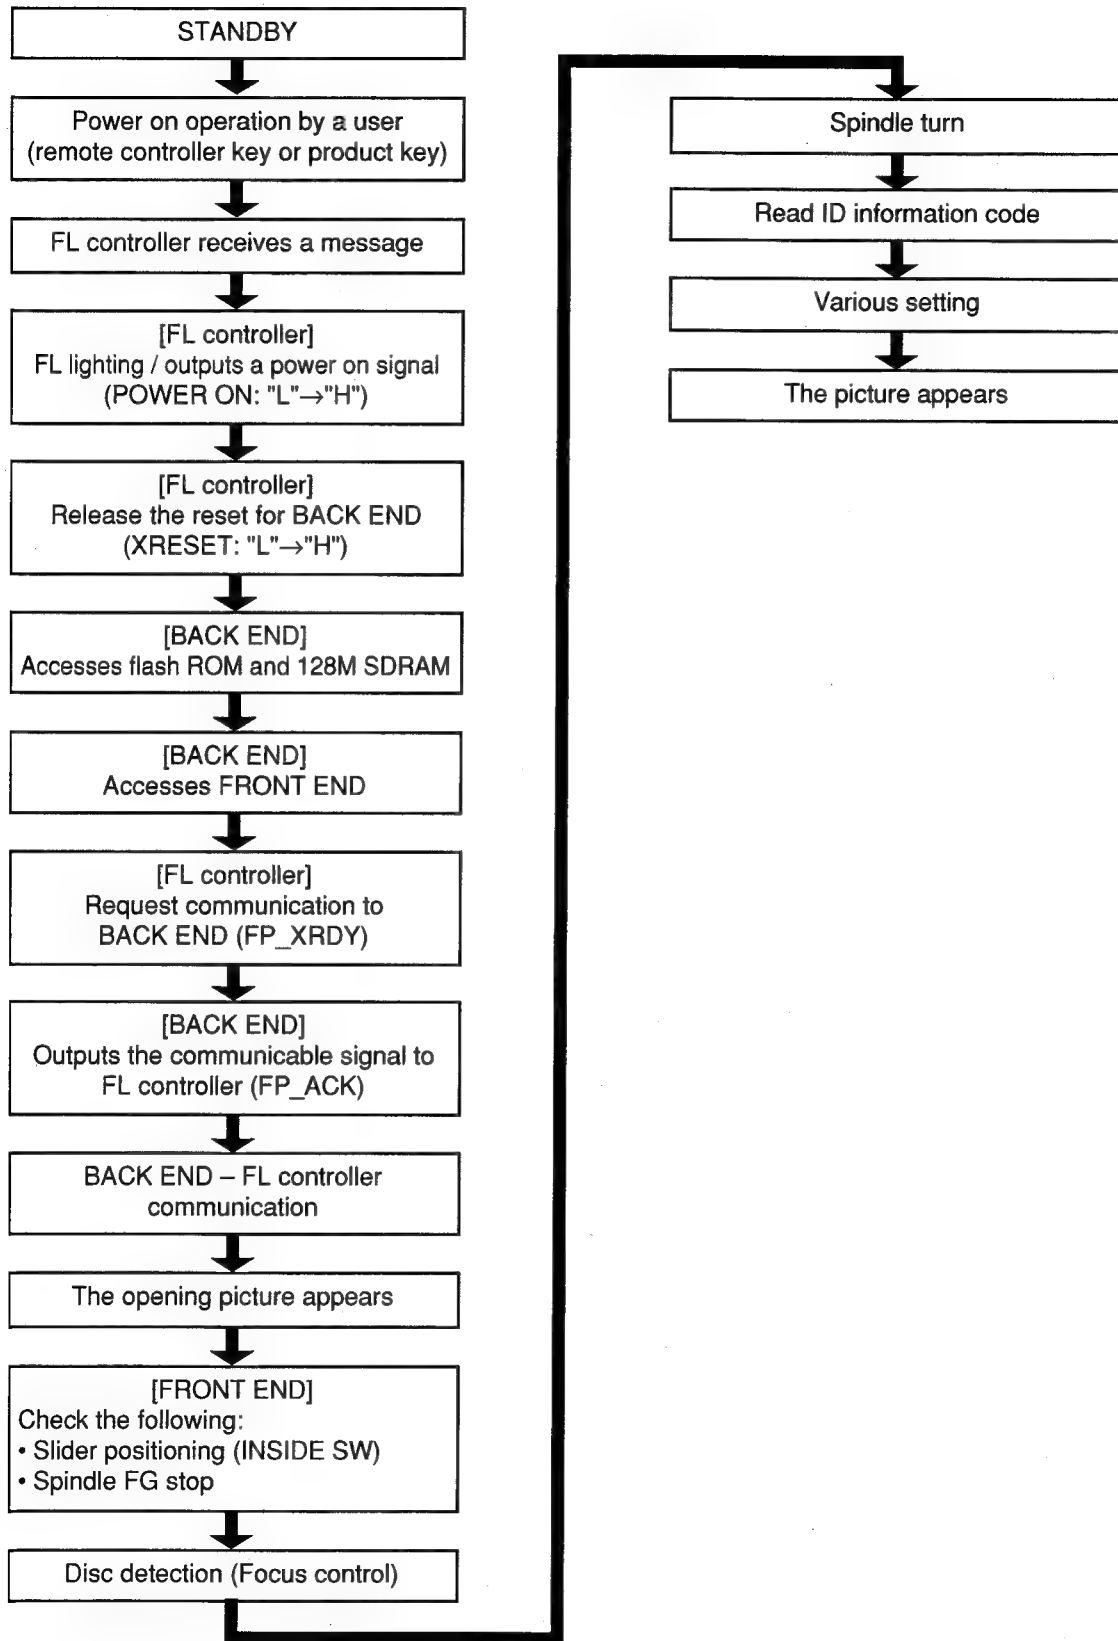 STANDBY
Power on operation by a user
(remote controller key or product key)
FL controller receives a message
[FL controller]
FL lighting / outputs a power on signal
(POWER ON: "L"→"H")
[FL controller]
Release the reset for BACK END
(XRESET: "L"→"H")
[BACK END]
Accesses flash ROM and 128M SDRAM
[BACK END]
Accesses FRONT END
[FL controller]
Request communication to
BACK END (FP_XRDY)
[BACK END]
Outputs the communicable signal to
FL controller (FP_ACK)
BACK END – FL controller
communication
The opening picture appears
[FRONT END]
Check the following:
• Slider positioning (INSIDE SW)
• Spindle FG stop
Disc detection (Focus control)
Spindle turn
Read ID information code
Various setting
The picture appears